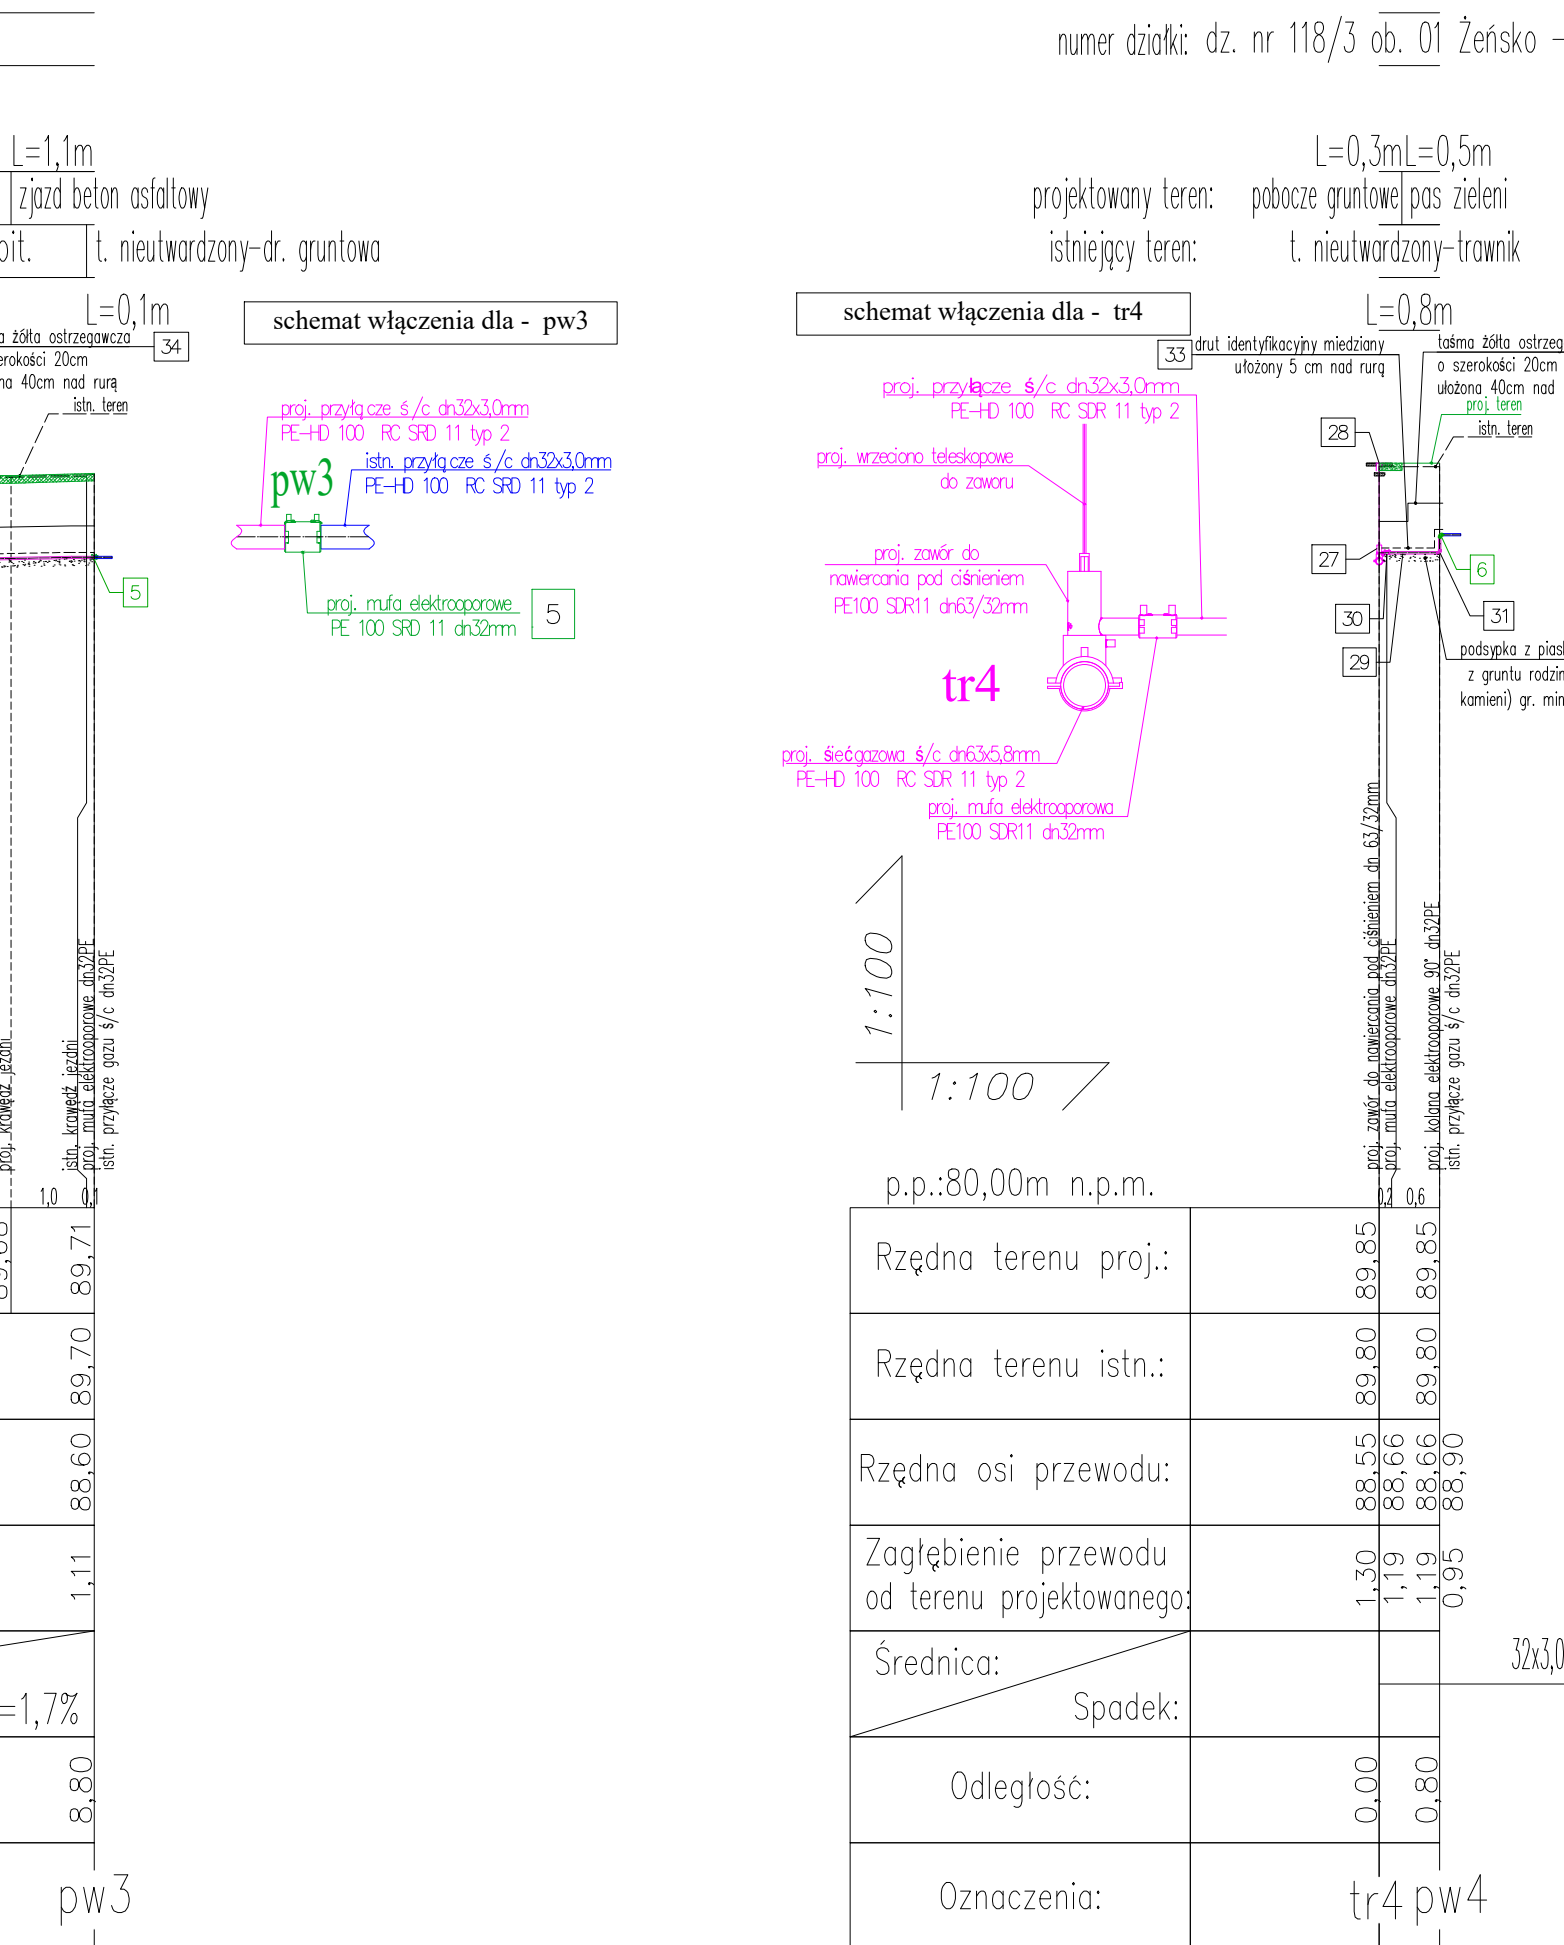 numer działki: dz. nr 118/3 ob. 01 Żeńsko -
L=1,1m
zjazd beton asfaltowy
t. nieutwardzony-dr. gruntowa
L=0,1m
żółta ostrzegawcza
34
20cm
40cm nad rurą
istn. teren
schemat włączenia dla - pw3
proj. przyłącze ś/c dn32x3,0mm
PE-HD 100 RC SRD 11 typ 2
pw3
istn. przyłącze ś/c dn32x3,0mm
PE-HD 100 RC SRD 11 typ 2
5
proj. mufa elektrooporowe
PE 100 SRD 11 dn32mm
5
L=0,3m L=0,5m
projektowany teren: pobocze gruntowe pas zieleni
istniejący teren: t. nieutwardzony-trawnik
L=0,8m
schemat włączenia dla - tr4
33
drut identyfikacyjny miedziany
ułożony 5 cm nad rurą
taśma żółta
o szerokości 20cm
ułożona 40cm nad
proj. teren
istn. teren
28
27
30
29
6
31
podsypka z
z gruntu
kamieni) gr.
proj. przyłącze ś/c dn32x3,0mm
PE-HD 100 RC SDR 11 typ 2
proj. wrzeciono teleskopowe
do zaworu
proj. zawór do
nawiercania pod ciśnieniem
PE100 SDR11 dn63/32mm
tr4
proj. sieć gazowa ś/c dn63x5,8mm
PE-HD 100 RC SDR 11 typ 2
proj. mufa elektrooporowa
PE100 SDR11 dn32mm
1:100
1:100
proj. krawędź jezdni
istn. krawędź jezdni
proj. mufa elektrooporowe dn32PE
istn. przyłącze gazu ś/c dn32PE
proj. zawór do nawiercania pod ciśnieniem dn 63/32mm
proj. mufa elektrooporowe dn32PE
proj. kolana elektrooporowe 90° dn32PE
istn. przyłącze gazu ś/c dn32PE
1,0 0,1
89,71
89,70
88,60
1,11
=1,7%
8,80
pw3
p.p.:80,00m n.p.m.
0,2 0,6
Rzędna terenu proj.: 89,85 89,85
Rzędna terenu istn.: 89,80 89,80
Rzędna osi przewodu: 88,55 88,66 88,66 88,90
Zagłębienie przewodu
od terenu projektowanego: 1,30 1,19 1,19 0,95
Średnica: 32x3,0
Spadek:
Odległość: 0,00 0,80
Oznaczenia: tr4 pw4